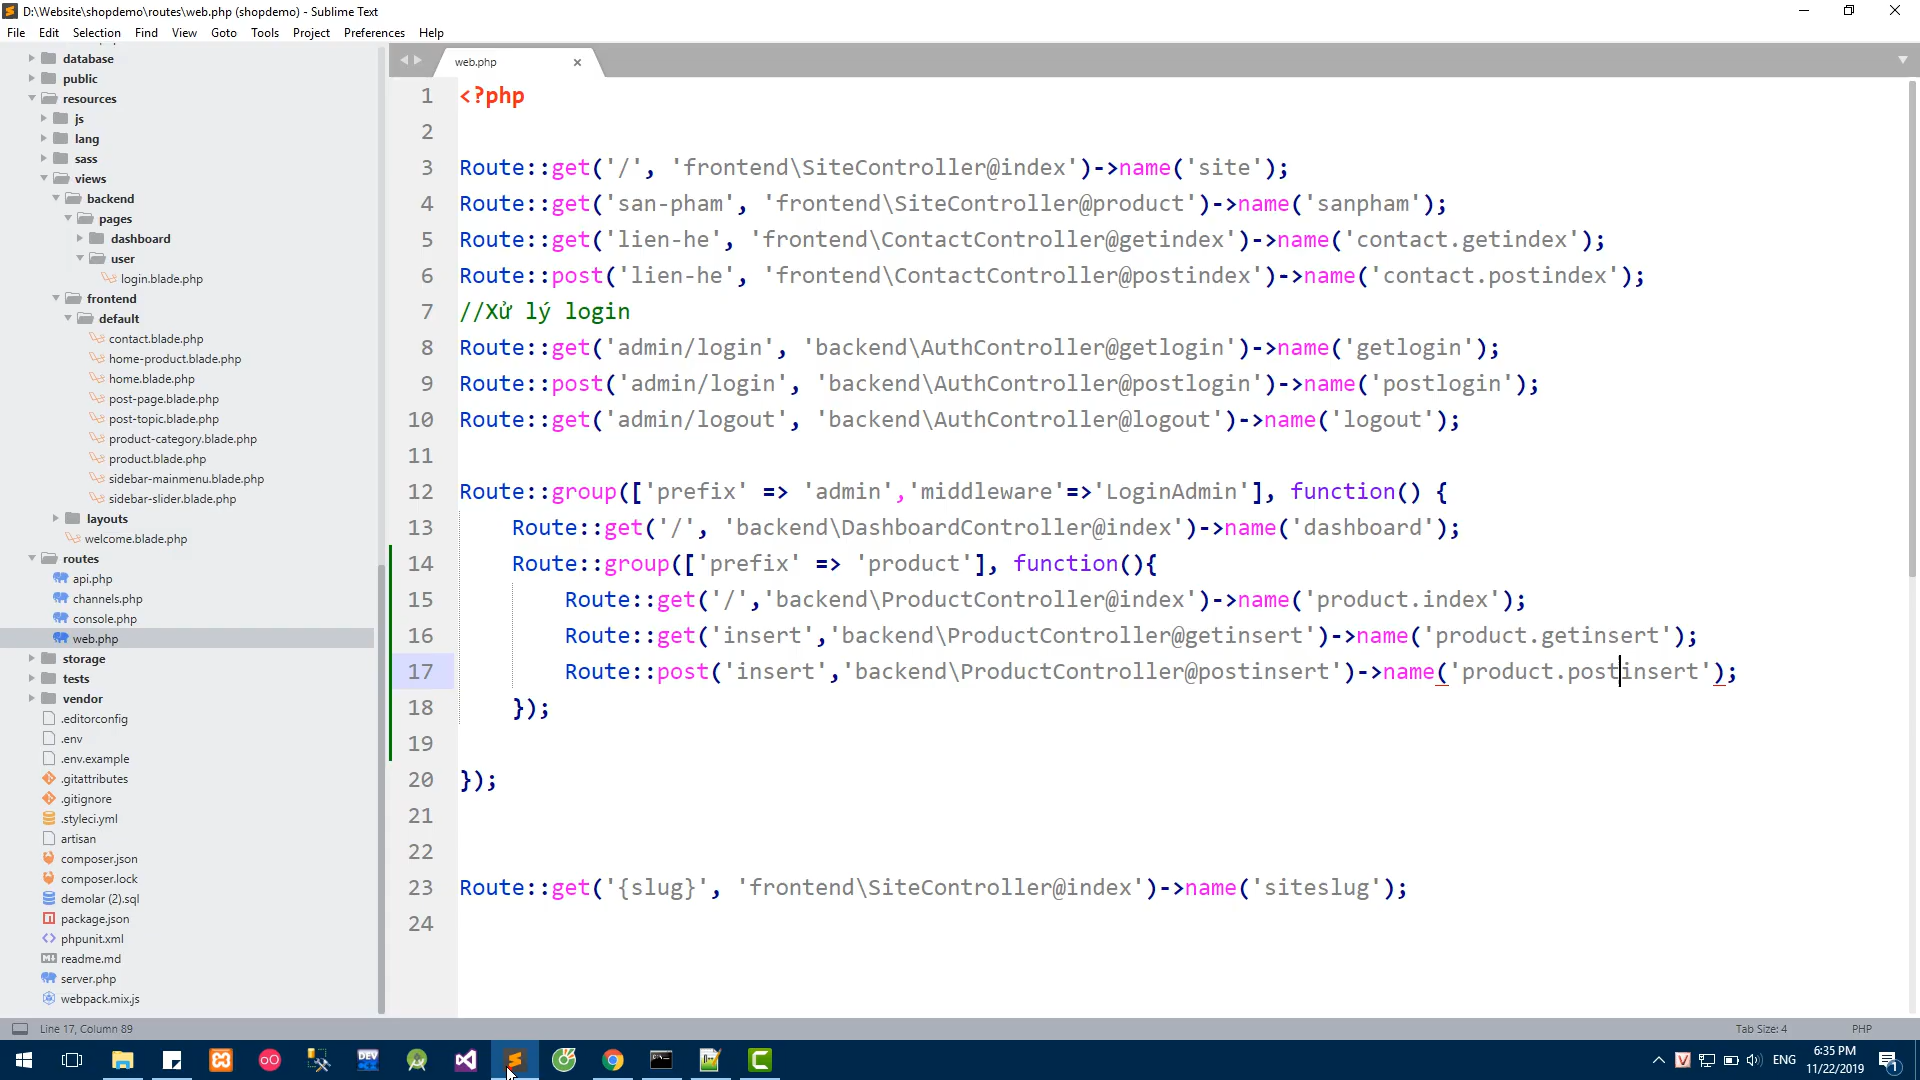 D:\Website\shopdemo\routes\web.php (shopdemo) - Sublime Text
File Edit Selection Find View Goto Tools Project Preferences Help
database
public
resources
js
lang
sass
views
backend
pages
dashboard
user
login.blade.php
frontend
default
contact.blade.php
home-product.blade.php
home.blade.php
post-page.blade.php
post-topic.blade.php
product-category.blade.php
product.blade.php
sidebar-mainmenu.blade.php
sidebar-slider.blade.php
layouts
welcome.blade.php
routes
api.php
channels.php
console.php
web.php
storage
tests
vendor
.editorconfig
.env
.env.example
.gitattributes
.gitignore
.styleci.yml
artisan
composer.json
composer.lock
demolar (2).sql
package.json
phpunit.xml
readme.md
server.php
webpack.mix.js
web.php
1 <?php
2
3 Route::get('/', 'frontend\SiteController@index')->name('site');
4 Route::get('san-pham', 'frontend\SiteController@product')->name('sanpham');
5 Route::get('lien-he', 'frontend\ContactController@getindex')->name('contact.getindex');
6 Route::post('lien-he', 'frontend\ContactController@postindex')->name('contact.postindex');
7 //Xử lý login
8 Route::get('admin/login', 'backend\AuthController@getlogin')->name('getlogin');
9 Route::post('admin/login', 'backend\AuthController@postlogin')->name('postlogin');
10 Route::get('admin/logout', 'backend\AuthController@logout')->name('logout');
11
12 Route::group(['prefix' => 'admin','middleware'=>'LoginAdmin'], function() {
13 Route::get('/', 'backend\DashboardController@index')->name('dashboard');
14 Route::group(['prefix' => 'product'], function(){
15 Route::get('/','backend\ProductController@index')->name('product.index');
16 Route::get('insert','backend\ProductController@getinsert')->name('product.getinsert');
17 Route::post('insert','backend\ProductController@postinsert')->name('product.postinsert');
18 });
19
20 });
21
22
23 Route::get('{slug}', 'frontend\SiteController@index')->name('siteslug');
24
Line 17, Column 89
Tab Size: 4
PHP
DEV
V
ENG
6:35 PM
11/22/2019
1